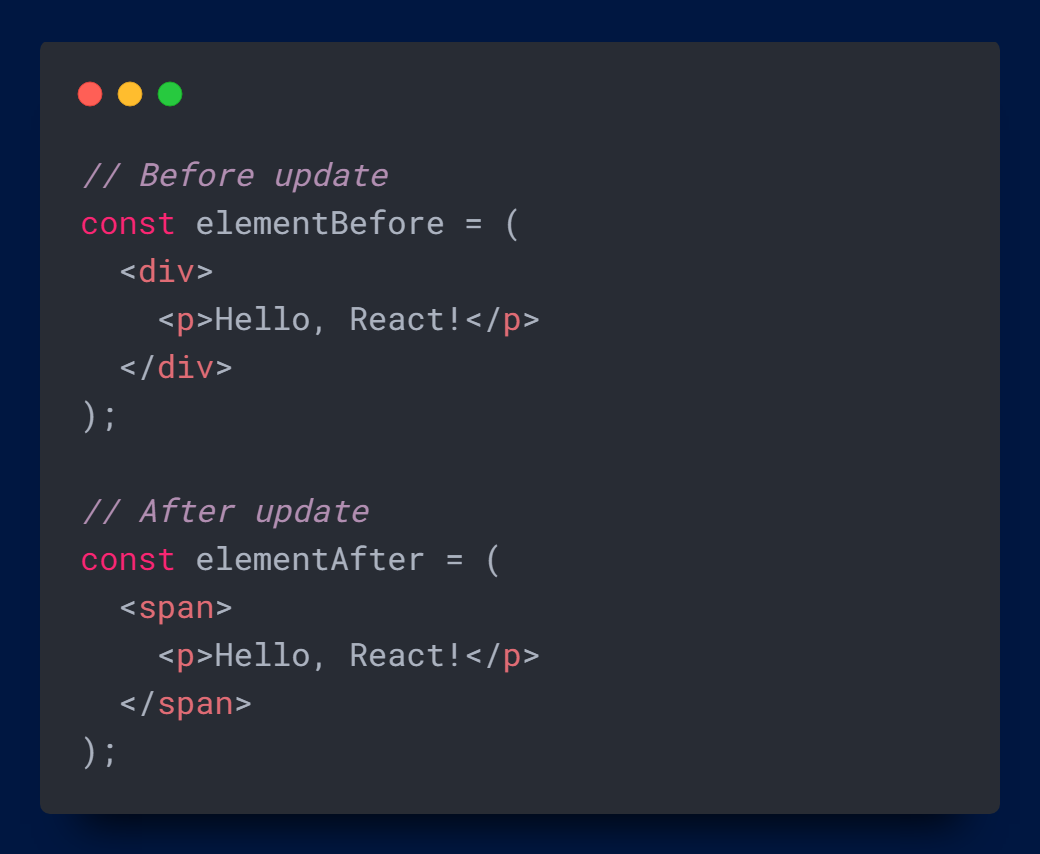 // Before update
const elementBefore = (
  <div>
    <p>Hello, React!</p>
  </div>
);

// After update
const elementAfter = (
  <span>
    <p>Hello, React!</p>
  </span>
);